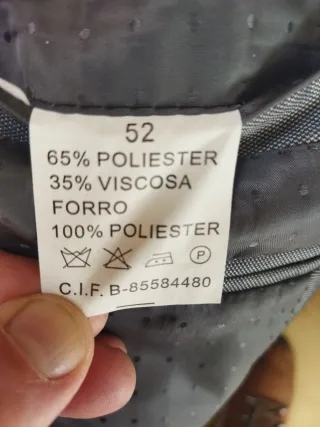 52
65% POLIESTER
35% VISCOSA
FORRO
100% POLIESTER
P
C.I.F. B-85584480